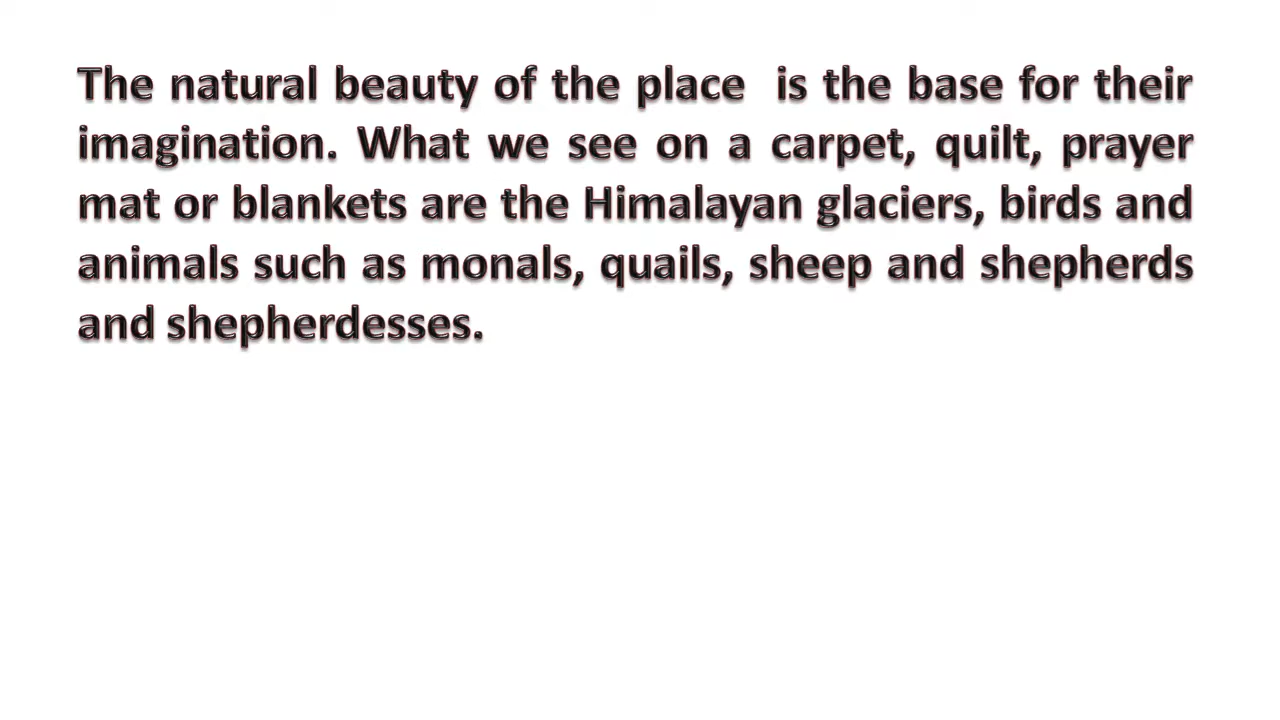 The natural beauty of the place is the base for their
imagination. What we see on a carpet, quilt, prayer
mat or blankets are the Himalayan glaciers, birds and
animals such as monals, quails, sheep and shepherds
and shepherdesses.